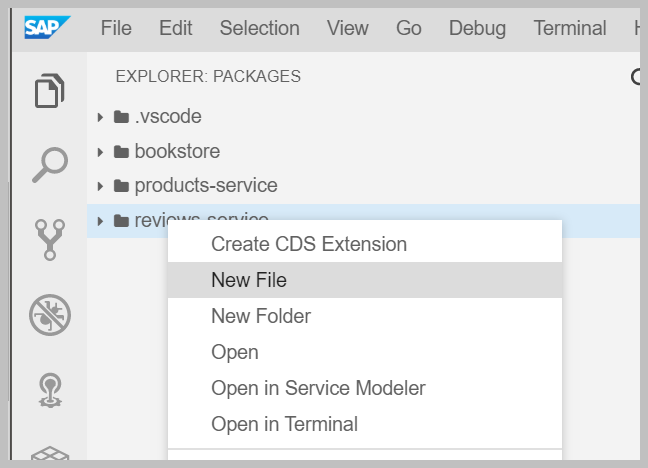 SAP File Edit Selection View Go Debug Terminal
EXPLORER: PACKAGES
.vscode
bookstore
products-service
reviews-service
Create CDS Extension
New File
New Folder
Open
Open in Service Modeler
Open in Terminal